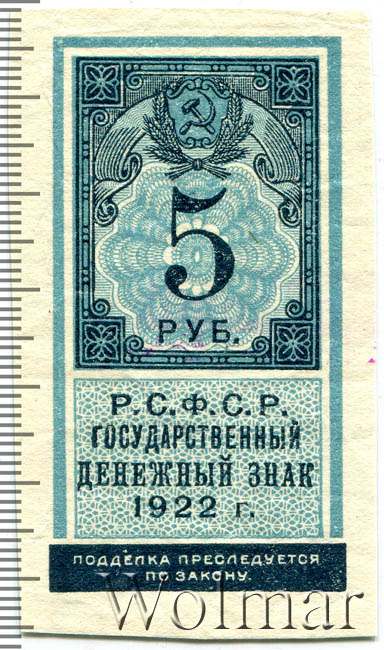 5
РУБ.
Р.С.Ф.С.Р.
ГОСУДАРСТВЕННЫЙ
ДЕНЕЖНЫЙ ЗНАК
1922 г.
ПОДДЕЛКА ПРЕСЛЕДУЕТСЯ
ПО ЗАКОНУ.
Wolmar